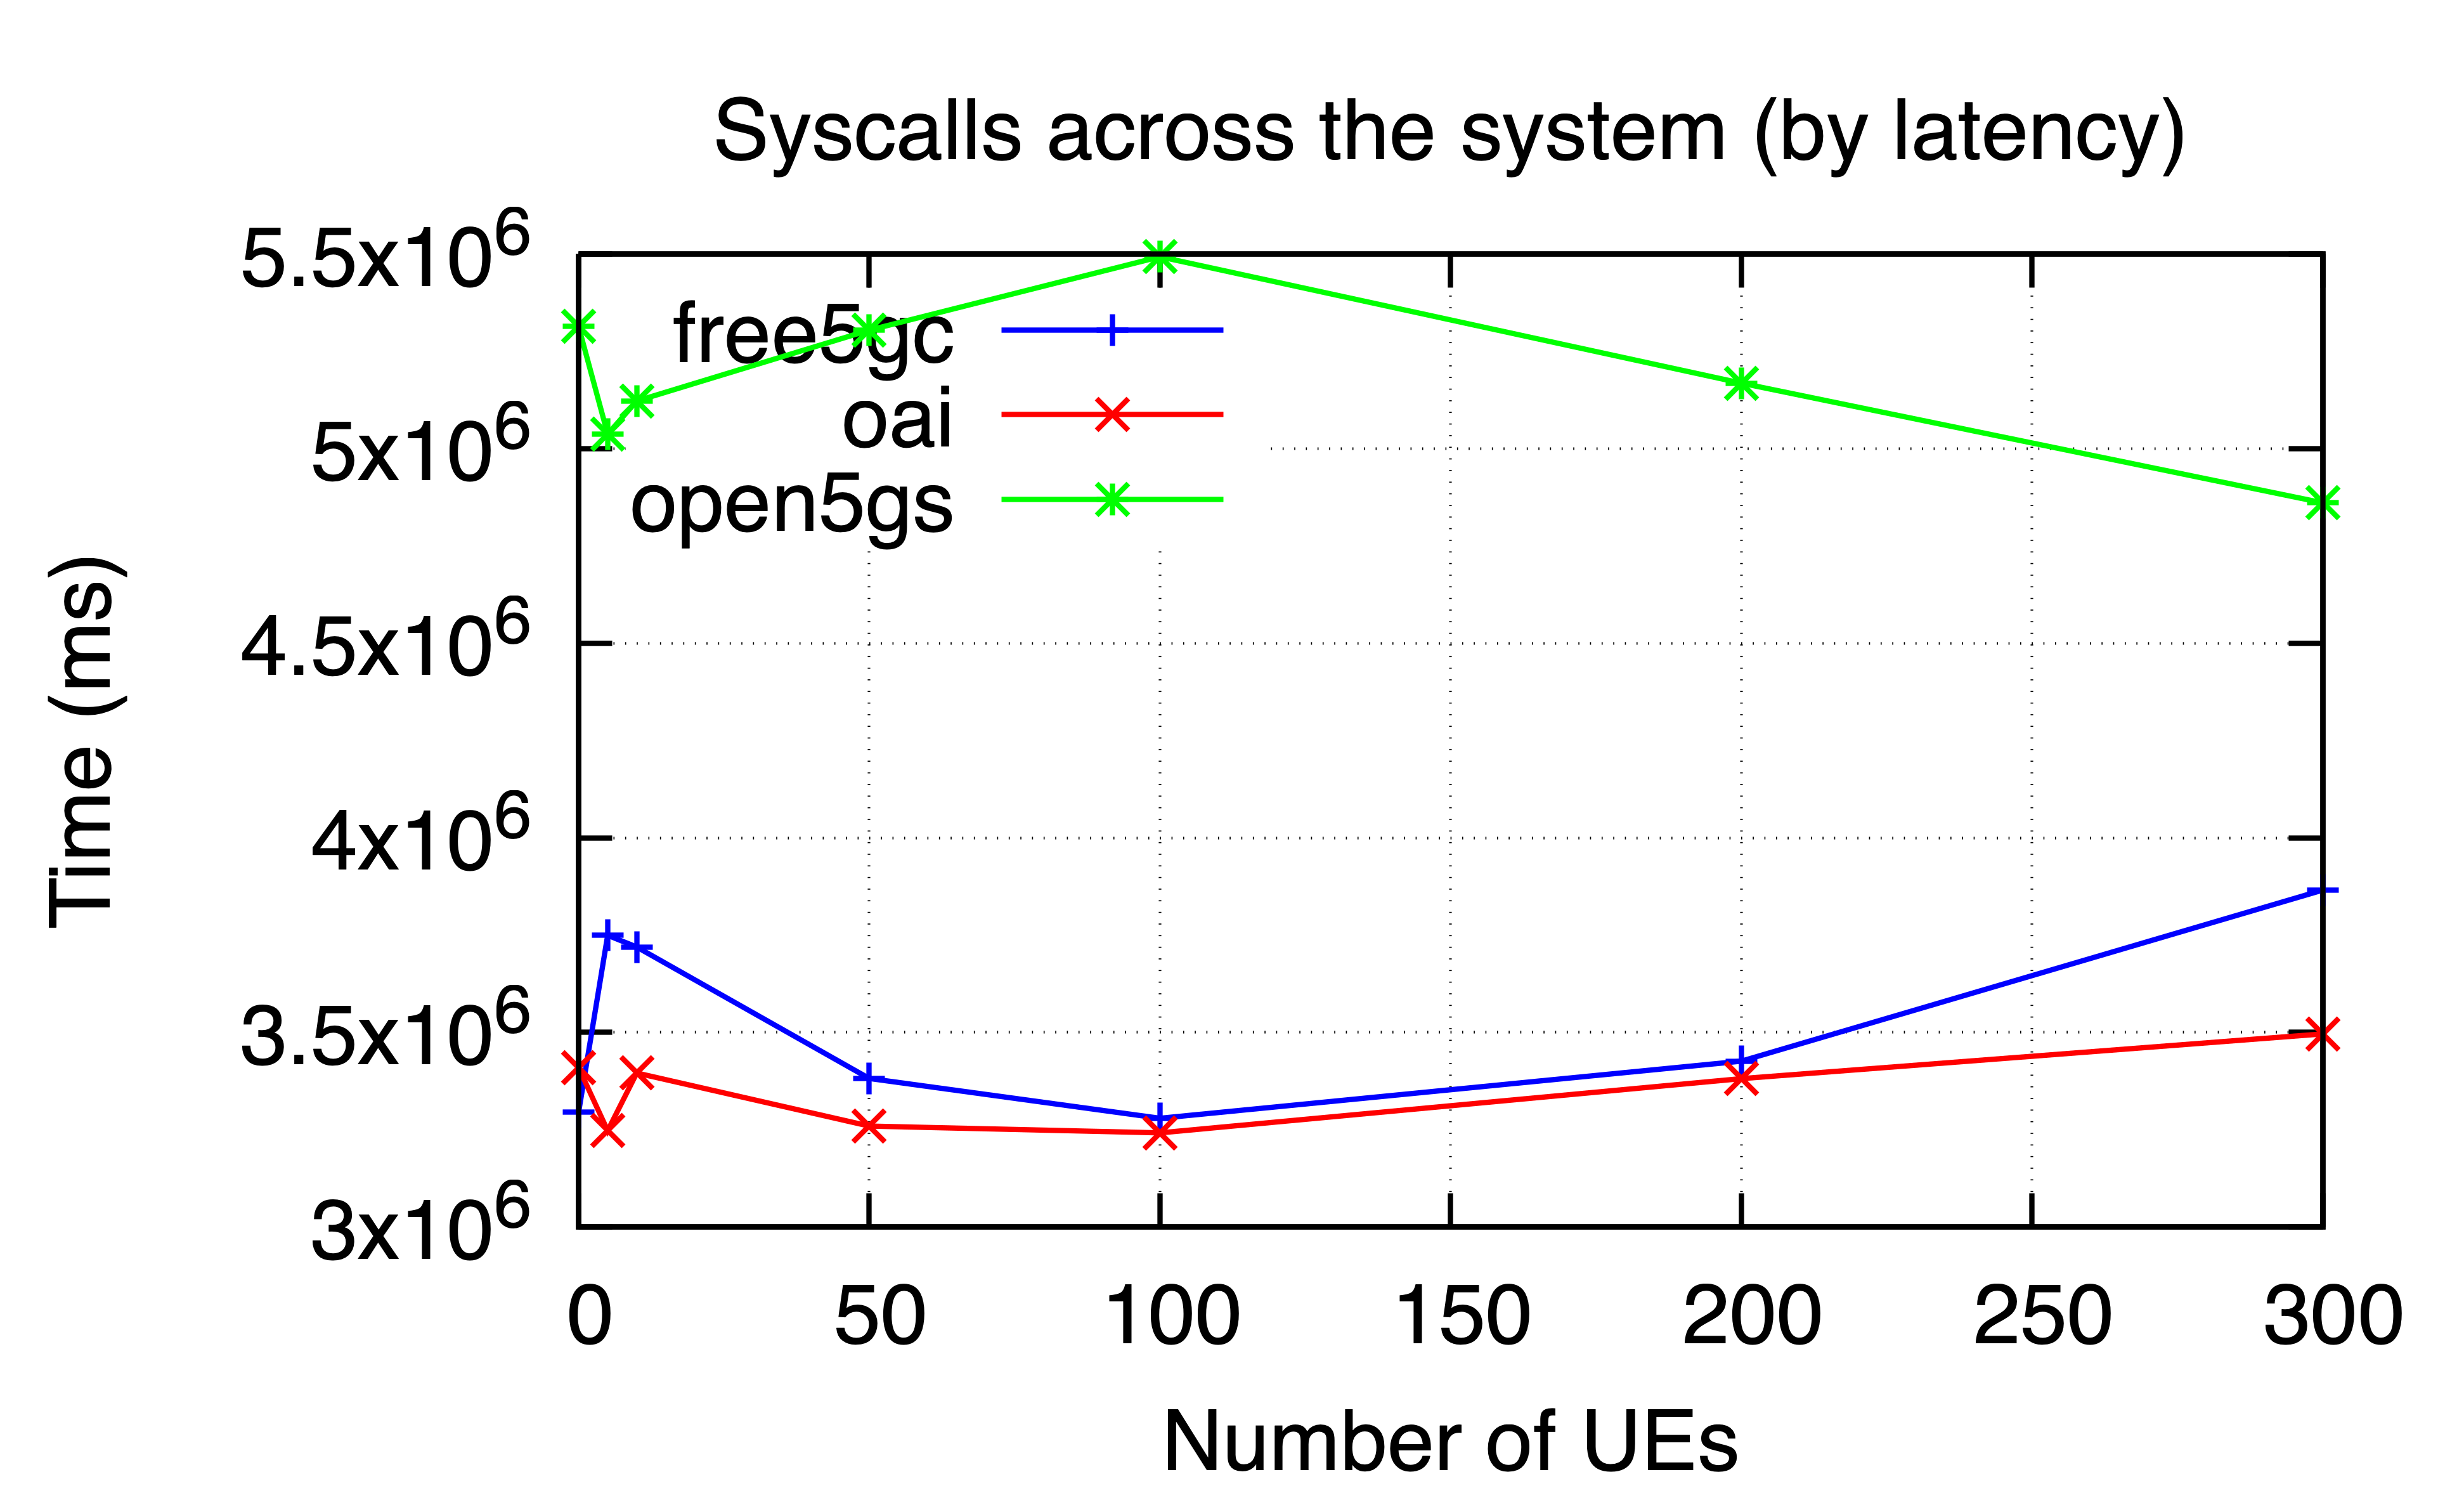 Syscalls across the system (by latency)
5.5x10^6
5x10^6
4.5x10^6
4x10^6
3.5x10^6
3x10^6
Time (ms)
free5gc
oai
open5gs
0 50 100 150 200 250 300
Number of UEs